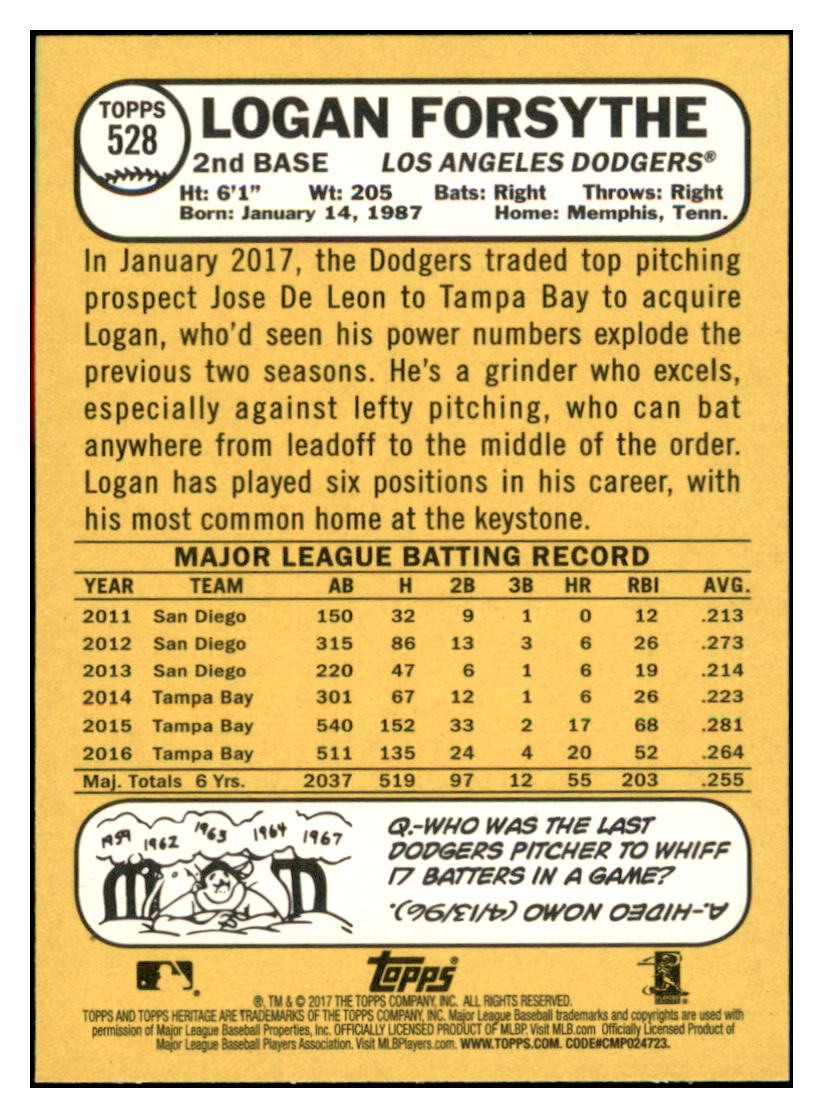 TOPPS
528
LOGAN FORSYTHE
2nd BASE LOS ANGELES DODGERS®
Ht: 6'1" Wt: 205 Bats: Right Throws: Right
Born: January 14, 1987 Home: Memphis, Tenn.
In January 2017, the Dodgers traded top pitching
prospect Jose De Leon to Tampa Bay to acquire
Logan, who'd seen his power numbers explode the
previous two seasons. He's a grinder who excels,
especially against lefty pitching, who can bat
anywhere from leadoff to the middle of the order.
Logan has played six positions in his career, with
his most common home at the keystone.
MAJOR LEAGUE BATTING RECORD
YEAR TEAM AB H 2B 3B HR RBI AVG.
2011 San Diego 150 32 9 1 0 12 .213
2012 San Diego 315 86 13 3 6 26 .273
2013 San Diego 220 47 6 1 6 19 .214
2014 Tampa Bay 301 67 12 1 6 26 .223
2015 Tampa Bay 540 152 33 2 17 68 .281
2016 Tampa Bay 511 135 24 4 20 52 .264
Maj. Totals 6 Yrs. 2037 519 97 12 55 203 .255
1959 1962 1963 1964 1967
Q.-WHO WAS THE LAST
DODGERS PITCHER TO WHIFF
17 BATTERS IN A GAME?
A.-HIDEO NOMO (4/13/96).
Topps
®, TM & © 2017 THE TOPPS COMPANY, INC. ALL RIGHTS RESERVED.
TOPPS AND TOPPS HERITAGE ARE TRADEMARKS OF THE TOPPS COMPANY, INC. Major League Baseball trademarks and copyrights are used with
permission of Major League Baseball Properties, Inc. OFFICIALLY LICENSED PRODUCT OF MLBP. Visit MLB.com Officially Licensed Product of
Major League Baseball Players Association. Visit MLBPlayers.com. WWW.TOPPS.COM. CODE#CMP024723.